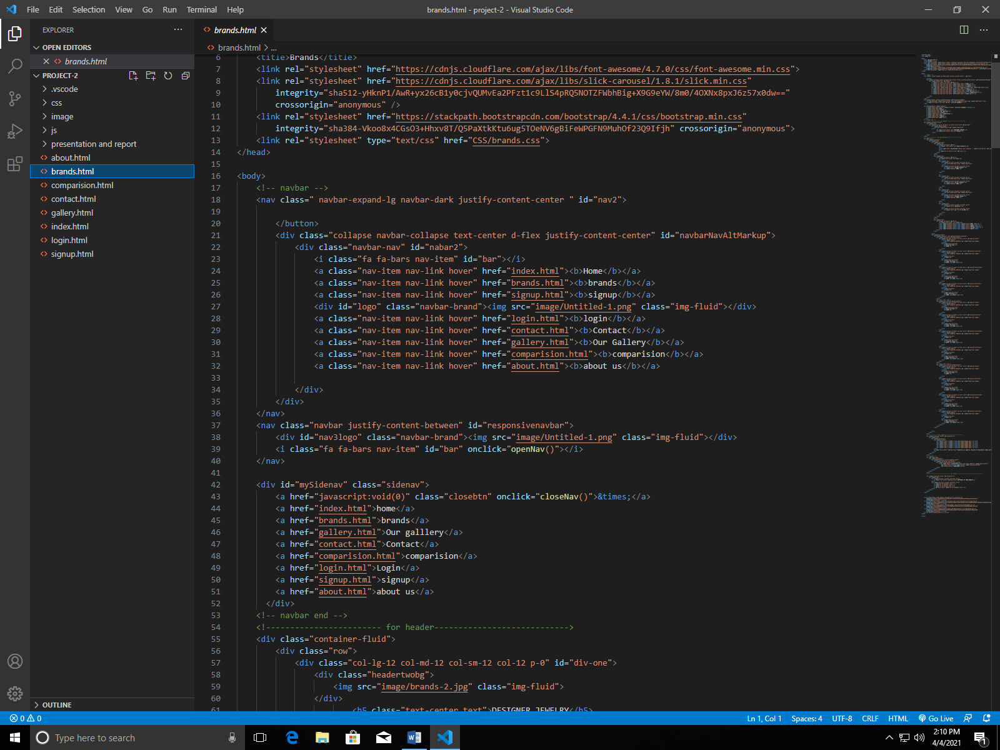 File Edit Selection View Go Run Terminal Help
brands.html - project-2 - Visual Studio Code
EXPLORER
OPEN EDITORS
brands.html
PROJECT-2
.vscode
css
image
js
presentation and report
about.html
brands.html
comparision.html
contact.html
gallery.html
index.html
login.html
signup.html
OUTLINE
brands.html
brands.html > ...
6 <title>Brands</title>
7 <link rel="stylesheet" href="https://cdnjs.cloudflare.com/ajax/libs/font-awesome/4.7.0/css/font-awesome.min.css">
8 <link rel="stylesheet" href="https://cdnjs.cloudflare.com/ajax/libs/slick-carousel/1.8.1/slick.min.css"
9 integrity="sha512-yHknP1/AwR+yx26cB1y0cjvQUMvEa2PFzt1c9LlS4pRQ5NOTZFWbhBig+X9G9eYW/8m0/4OXNx8pxJ6z57x0dw=="
10 crossorigin="anonymous" />
11 <link rel="stylesheet" href="https://stackpath.bootstrapcdn.com/bootstrap/4.4.1/css/bootstrap.min.css"
12 integrity="sha384-Vkoo8x4CGsO3+Hhxv8T/Q5PaXtkKtu6ug5TOeNV6gBiFeWPGFN9MuhOf23Q9Ifjh" crossorigin="anonymous">
13 <link rel="stylesheet" type="text/css" href="CSS/brands.css">
14 </head>
15
16 <body>
17 <!-- navbar -->
18 <nav class=" navbar-expand-lg navbar-dark justify-content-center " id="nav2">
19
20 </button>
21 <div class="collapse navbar-collapse text-center d-flex justify-content-center" id="navbarNavAltMarkup">
22 <div class="navbar-nav" id="nabar2">
23 <i class="fa fa-bars nav-item" id="bar"></i>
24 <a class="nav-item nav-link hover" href="index.html"><b>Home</b></a>
25 <a class="nav-item nav-link hover" href="brands.html"><b>brands</b></a>
26 <a class="nav-item nav-link hover" href="signup.html"><b>signup</b></a>
27 <div id="logo" class="navbar-brand"><img src="image/Untitled-1.png" class="img-fluid"></div>
28 <a class="nav-item nav-link hover" href="login.html"><b>login</b></a>
29 <a class="nav-item nav-link hover" href="contact.html"><b>Contact</b></a>
30 <a class="nav-item nav-link hover" href="gallery.html"><b>Our Gallery</b></a>
31 <a class="nav-item nav-link hover" href="comparision.html"><b>comparision</b></a>
32 <a class="nav-item nav-link hover" href="about.html"><b>about us</b></a>
33
34 </div>
35 </div>
36 </nav>
37 <nav class="navbar justify-content-between" id="responsivenavbar">
38 <div id="nav3logo" class="navbar-brand"><img src="image/Untitled-1.png" class="img-fluid"></div>
39 <i class="fa fa-bars nav-item" id="bar" onclick="openNav()"></i>
40 </nav>
41
42 <div id="mySidenav" class="sidenav">
43 <a href="javascript:void(0)" class="closebtn" onclick="closeNav()">&times;</a>
44 <a href="index.html">home</a>
45 <a href="brands.html">brands</a>
46 <a href="gallery.html">Our galllery</a>
47 <a href="contact.html">Contact</a>
48 <a href="comparision.html">comparision</a>
49 <a href="login.html">Login</a>
50 <a href="signup.html">signup</a>
51 <a href="about.html">about us</a>
52 </div>
53 <!-- navbar end -->
54 <!------------------------ for header---------------------------->
55 <div class="container-fluid">
56 <div class="row">
57 <div class="col-lg-12 col-md-12 col-sm-12 col-12 p-0" id="div-one">
58 <div class="headertwobg">
59 <img src="image/brands-2.jpg" class="img-fluid">
60 </div>
61 <h5 class="text-center text">DESIGNER JEWELRY</h5>
0 0
Ln 1, Col 1 Spaces: 4 UTF-8 CRLF HTML Go Live
Type here to search
2:10 PM
4/4/2021
1